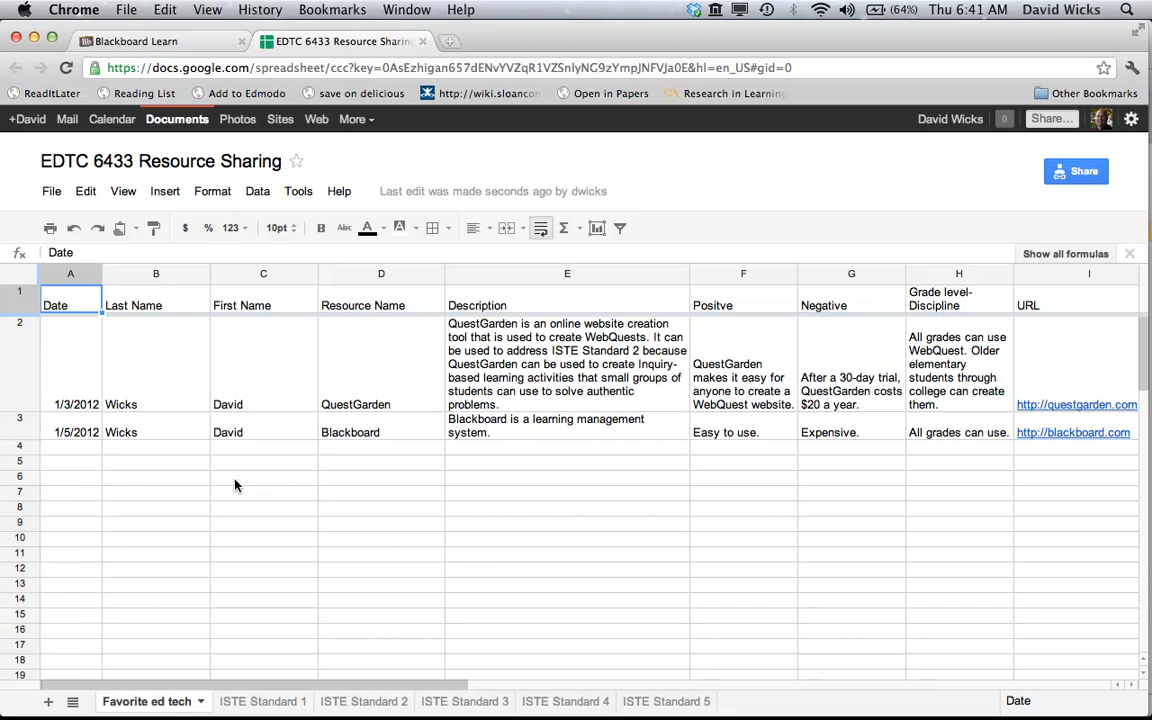 Chrome File Edit View History Bookmarks Window Help (64%) Thu 6:41 AM David Wicks
Blackboard Learn EDTC 6433 Resource Sharing
https://docs.google.com/spreadsheet/ccc?key=0AsEzhigan657dENvYVZqR1VZSnlyNG9zYmpJNFVJa0E&hl=en_US#gid=0
ReadItLater Reading List Add to Edmodo save on delicious http://wiki.sloancon Open in Papers Research in Learning Other Bookmarks
+David Mail Calendar Documents Photos Sites Web More David Wicks 0 Share...
EDTC 6433 Resource Sharing
Share
File Edit View Insert Format Data Tools Help Last edit was made seconds ago by dwicks
$ % 123 10pt B Abc A A Σ
fx Date Show all formulas
A B C D E F G H I
1 Date Last Name First Name Resource Name Description Positve Negative Grade level-
Discipline URL
2 1/3/2012 Wicks David QuestGarden
QuestGarden is an online website creation
tool that is used to create WebQuests. It can
be used to address ISTE Standard 2 because
QuestGarden can be used to create Inquiry-
based learning activities that small groups of
students can use to solve authentic
problems.
QuestGarden
makes it easy for
anyone to create a
WebQuest website.
After a 30-day trial,
QuestGarden costs
$20 a year.
All grades can use
WebQuest. Older
elementary
students through
college can create
them.
http://questgarden.com
3 1/5/2012 Wicks David Blackboard
Blackboard is a learning management
system.
Easy to use. Expensive. All grades can use. http://blackboard.com
4
5
6
7
8
9
10
11
12
13
14
15
16
17
18
19
+ Favorite ed tech ISTE Standard 1 ISTE Standard 2 ISTE Standard 3 ISTE Standard 4 ISTE Standard 5 Date